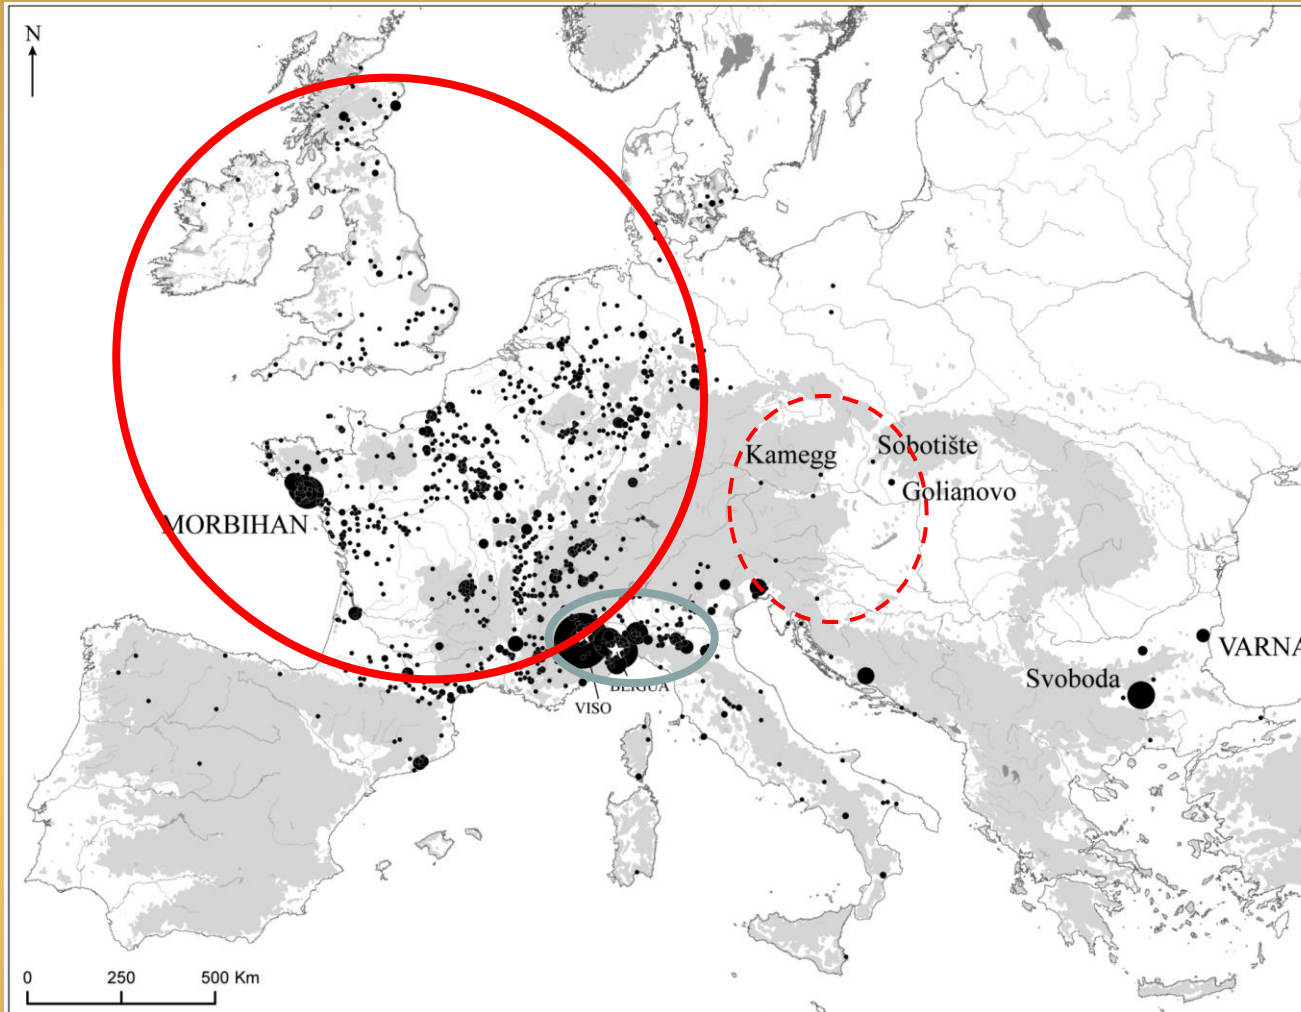 N
Kamegg
Sobotište
Golianovo
MORBIHAN
VARNA
Svoboda
BEIGUA
VISO
0 250 500 Km